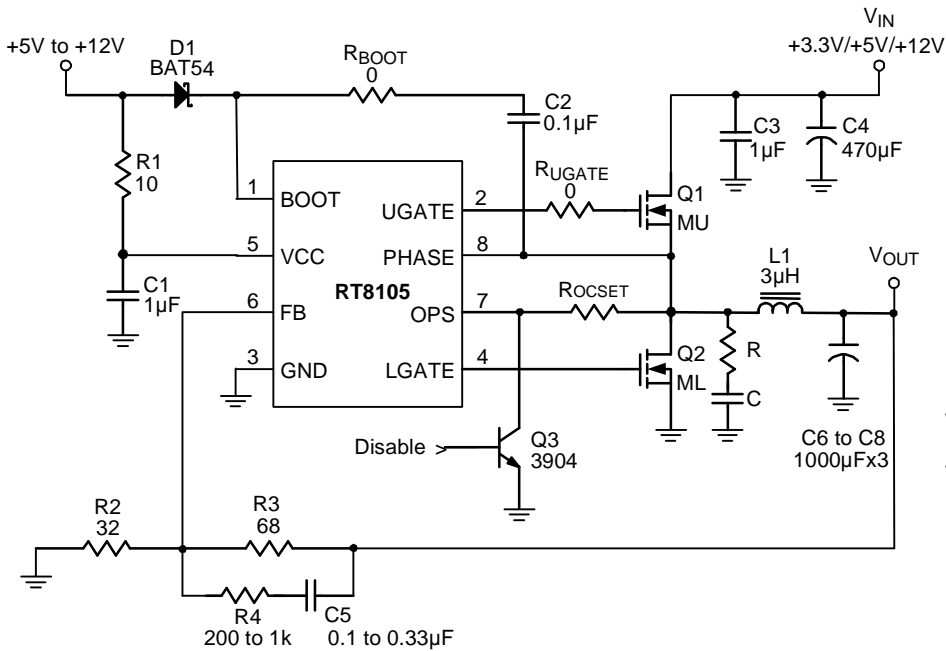 +5V to +12V
D1
BAT54
RBOOT
0
C2
0.1µF
VIN
+3.3V/+5V/+12V
C3
1µF
C4
470µF
R1
10
RUGATE
0
Q1
MU
1
BOOT
UGATE
2
5
VCC
PHASE
8
RT8105
C1
1µF
6
FB
OPS
7
ROCSET
L1
3µH
VOUT
3
GND
LGATE
4
Q2
ML
R
C
C6 to C8
1000µFx3
Disable
Q3
3904
R2
32
R3
68
R4
200 to 1k
C5
0.1 to 0.33µF